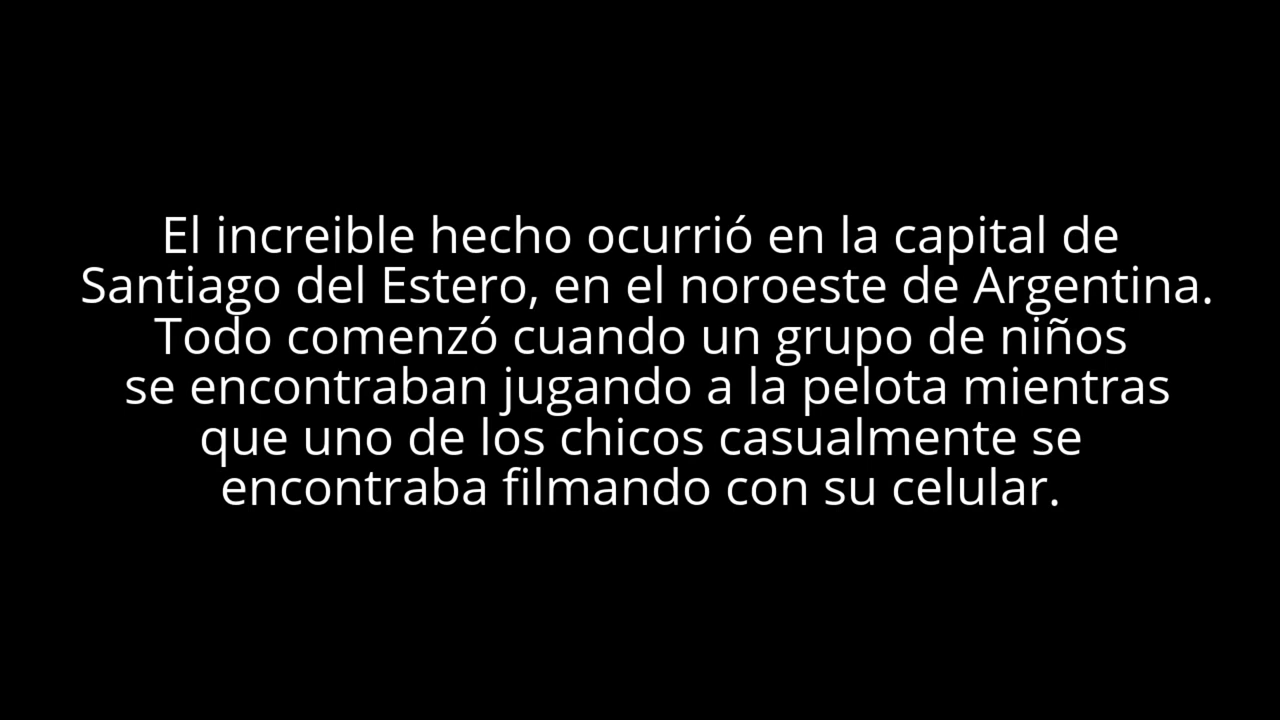 El increible hecho ocurrió en la capital de
Santiago del Estero, en el noroeste de Argentina.
Todo comenzó cuando un grupo de niños
se encontraban jugando a la pelota mientras
que uno de los chicos casualmente se
encontraba filmando con su celular.